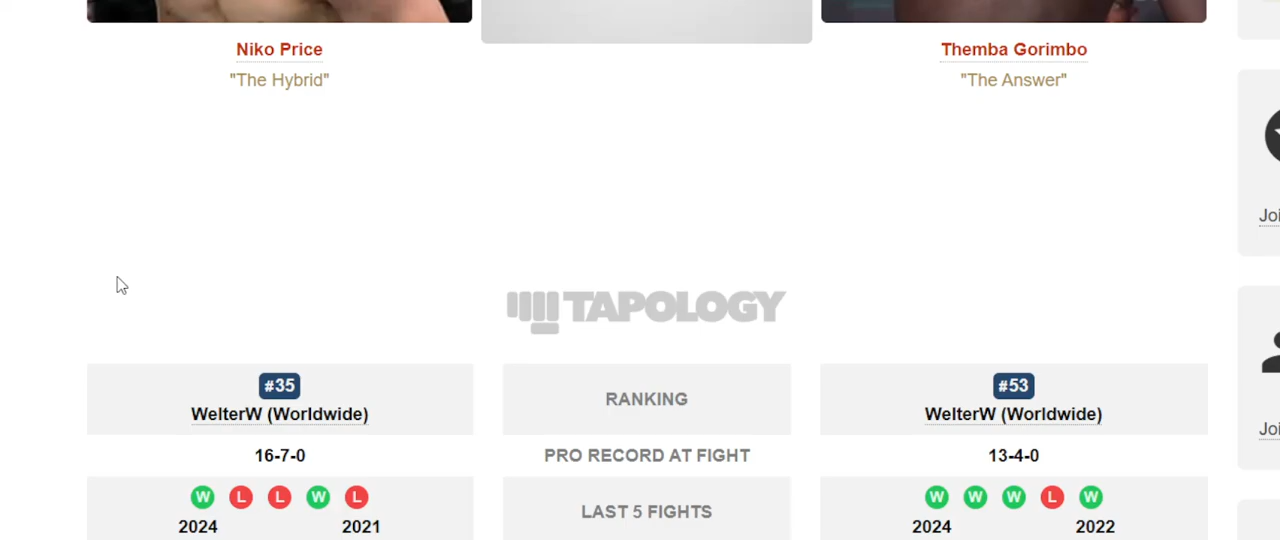 Niko Price
Themba Gorimbo
"The Hybrid"
"The Answer"
TAPOLOGY
#35
WelterW (Worldwide)
RANKING
#53
WelterW (Worldwide)
16-7-0
PRO RECORD AT FIGHT
13-4-0
W L L W L
2024 2021
LAST 5 FIGHTS
W W W L W
2024 2022